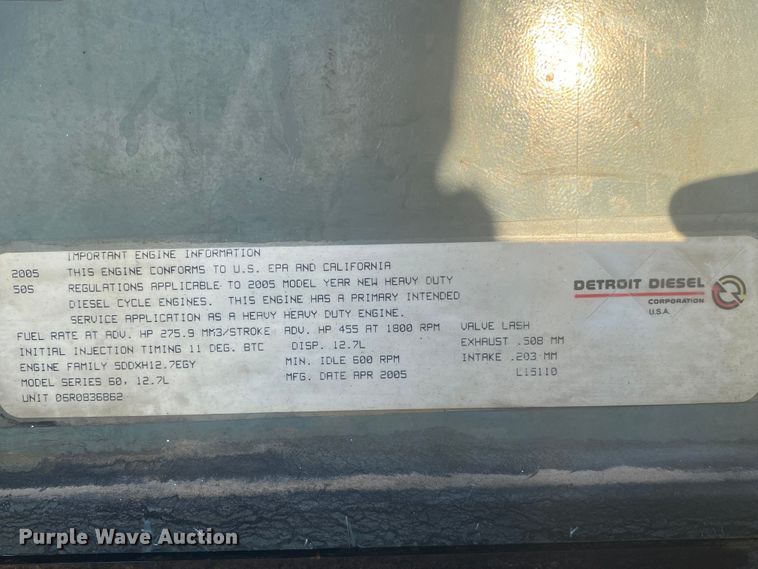 IMPORTANT ENGINE INFORMATION
2005 THIS ENGINE CONFORMS TO U.S. EPA AND CALIFORNIA
50S REGULATIONS APPLICABLE TO 2005 MODEL YEAR NEW HEAVY DUTY
DIESEL CYCLE ENGINES. THIS ENGINE HAS A PRIMARY INTENDED
SERVICE APPLICATION AS A HEAVY HEAVY DUTY ENGINE.
FUEL RATE AT ADV. HP 275.9 MM3/STROKE ADV. HP 455 AT 1800 RPM VALVE LASH
INITIAL INJECTION TIMING 11 DEG. BTC DISP. 12.7L EXHAUST .508 MM
ENGINE FAMILY 5DDXH12.7EGY MIN. IDLE 600 RPM INTAKE .203 MM
MODEL SERIES 60, 12.7L MFG. DATE APR 2005 L15110
UNIT 06R0836862
DETROIT DIESEL
CORPORATION
U.S.A.
Purple Wave Auction